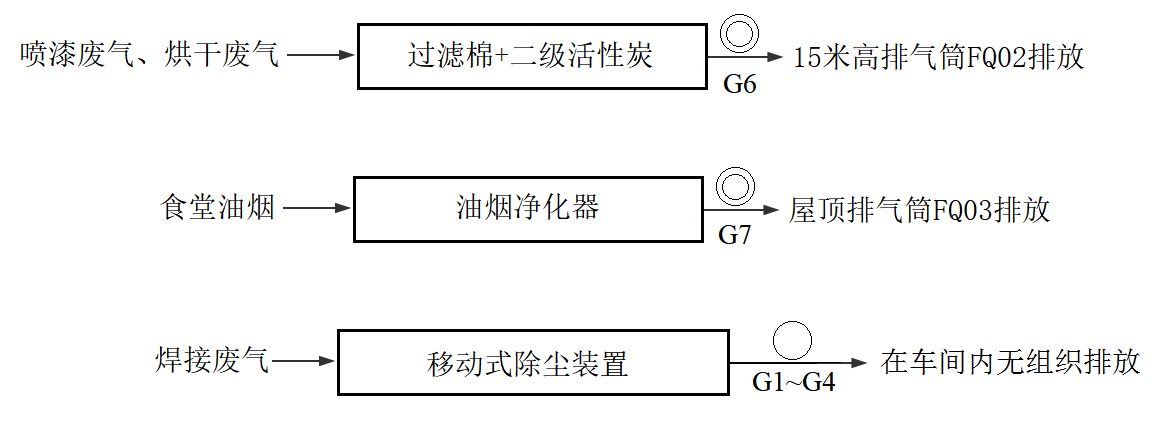 喷漆废气、烘干废气
过滤棉+二级活性炭
G6
15米高排气筒FQ02排放
食堂油烟
油烟净化器
G7
屋顶排气筒FQ03排放
焊接废气
移动式除尘装置
G1~G4
在车间内无组织排放